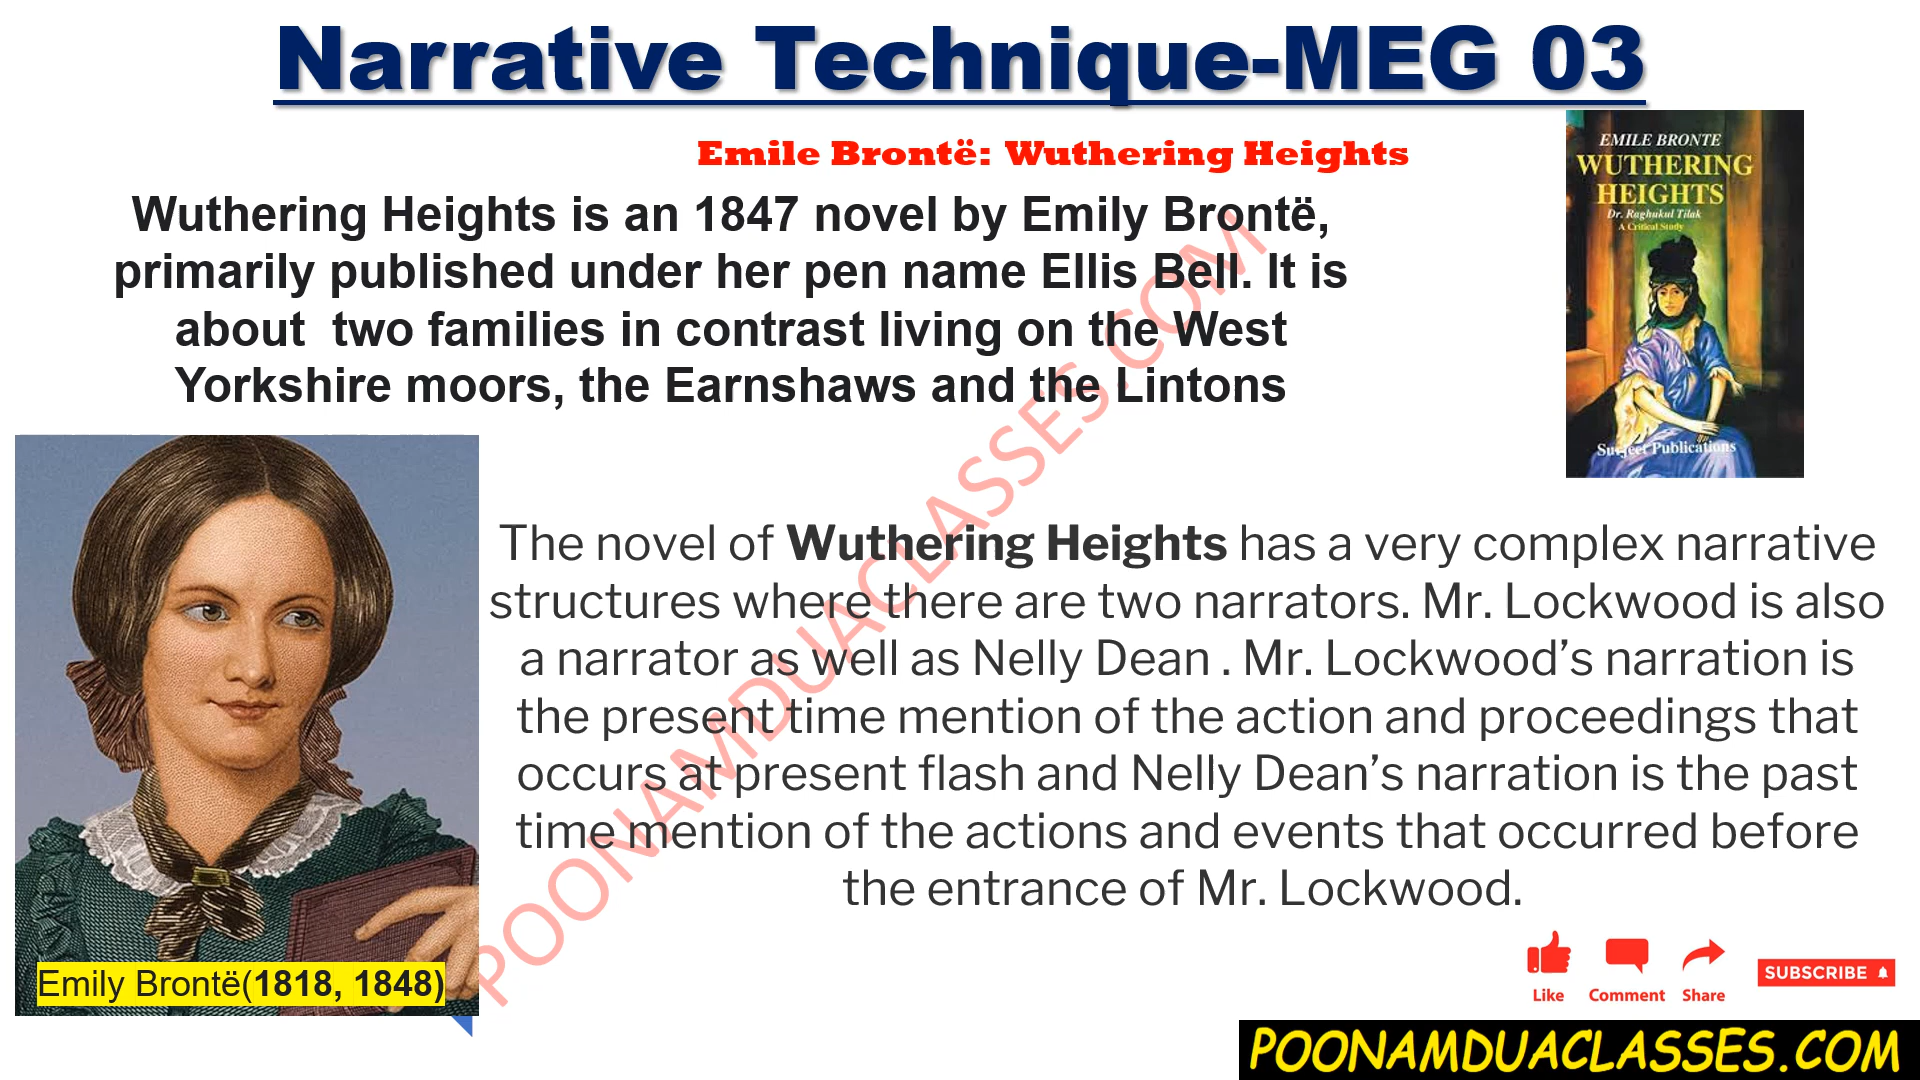 Narrative Technique-MEG 03
Emile Brontë: Wuthering Heights
EMILE BRONTE
WUTHERING
HEIGHTS
Dr. Raghukul Tilak
A Critical Study
Surjeet Publications
Wuthering Heights is an 1847 novel by Emily Brontë,
primarily published under her pen name Ellis Bell. It is
about  two families in contrast living on the West
Yorkshire moors, the Earnshaws and the Lintons
The novel of Wuthering Heights has a very complex narrative
structures where there are two narrators. Mr. Lockwood is also
a narrator as well as Nelly Dean . Mr. Lockwood’s narration is
the present time mention of the action and proceedings that
occurs at present flash and Nelly Dean’s narration is the past
time mention of the actions and events that occurred before
the entrance of Mr. Lockwood.
Emily Brontë(1818, 1848)
POONAMDUACLASSES.COM
Like Comment Share
SUBSCRIBE
POONAMDUACLASSES.COM